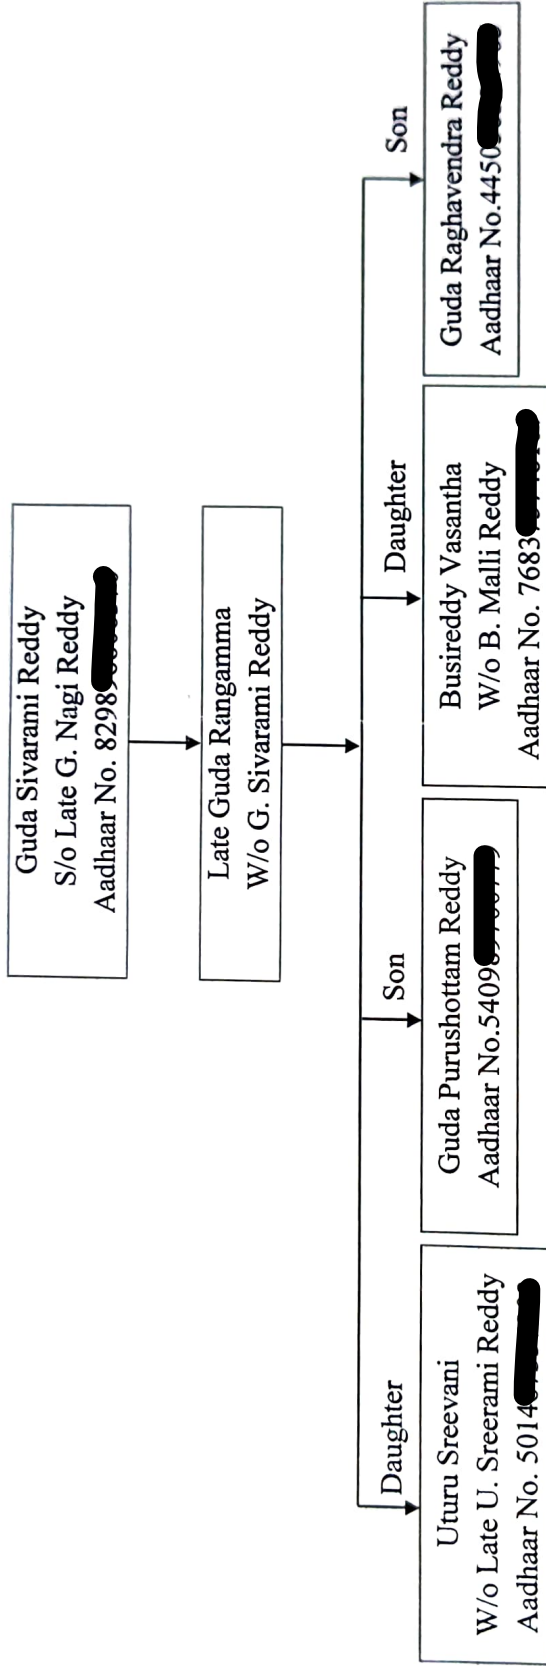 Guda Sivarami Reddy
S/o Late G. Nagi Reddy
Aadhaar No. 8298
Late Guda Rangamma
W/o G. Sivarami Reddy
Daughter
Son
Daughter
Son
Uturu Sreevani
W/o Late U. Sreerami Reddy
Aadhaar No. 5014
Guda Purushottam Reddy
Aadhaar No.5409
Busireddy Vasantha
W/o B. Malli Reddy
Aadhaar No. 7683
Guda Raghavendra Reddy
Aadhaar No.4450